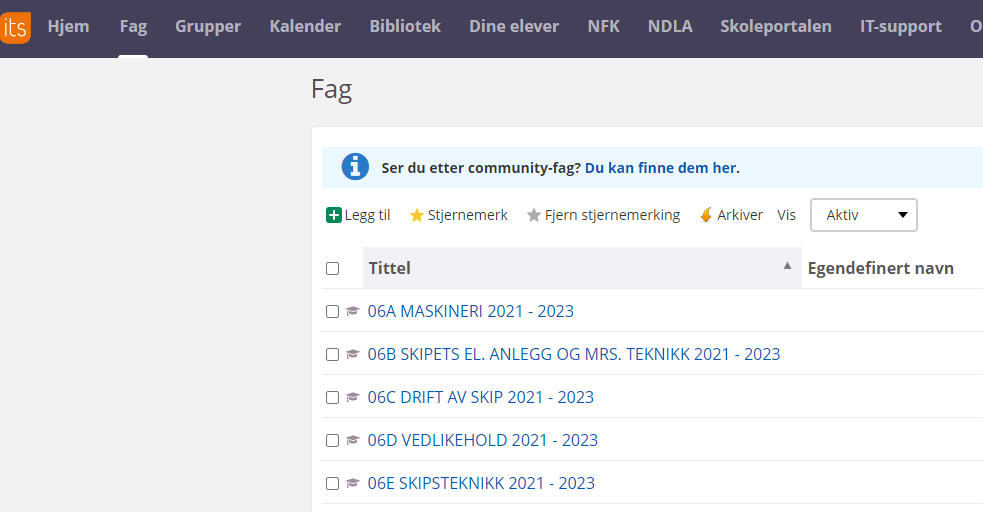 its Hjem Fag Grupper Kalender Bibliotek Dine elever NFK NDLA Skoleportalen IT-support
Fag
Ser du etter community-fag? Du kan finne dem her.
Legg til Stjernemerk Fjern stjernemerking Arkiver Vis Aktiv
Tittel Egendefinert navn
06A MASKINERI 2021 - 2023
06B SKIPETS EL. ANLEGG OG MRS. TEKNIKK 2021 - 2023
06C DRIFT AV SKIP 2021 - 2023
06D VEDLIKEHOLD 2021 - 2023
06E SKIPSTEKNIKK 2021 - 2023